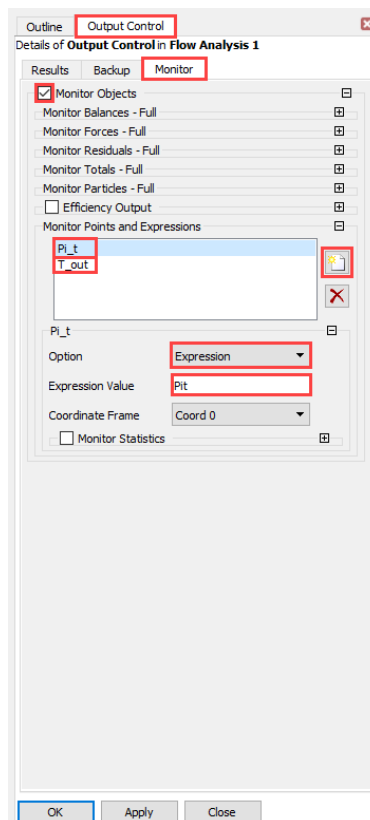 Outline Output Control
Details of Output Control in Flow Analysis 1
Results Backup Monitor
Monitor Objects
Monitor Balances - Full
Monitor Forces - Full
Monitor Residuals - Full
Monitor Totals - Full
Monitor Particles - Full
Efficiency Output
Monitor Points and Expressions
Pi_t
T_out
Pi_t
Option Expression
Expression Value Pit
Coordinate Frame Coord 0
Monitor Statistics
OK Apply Close